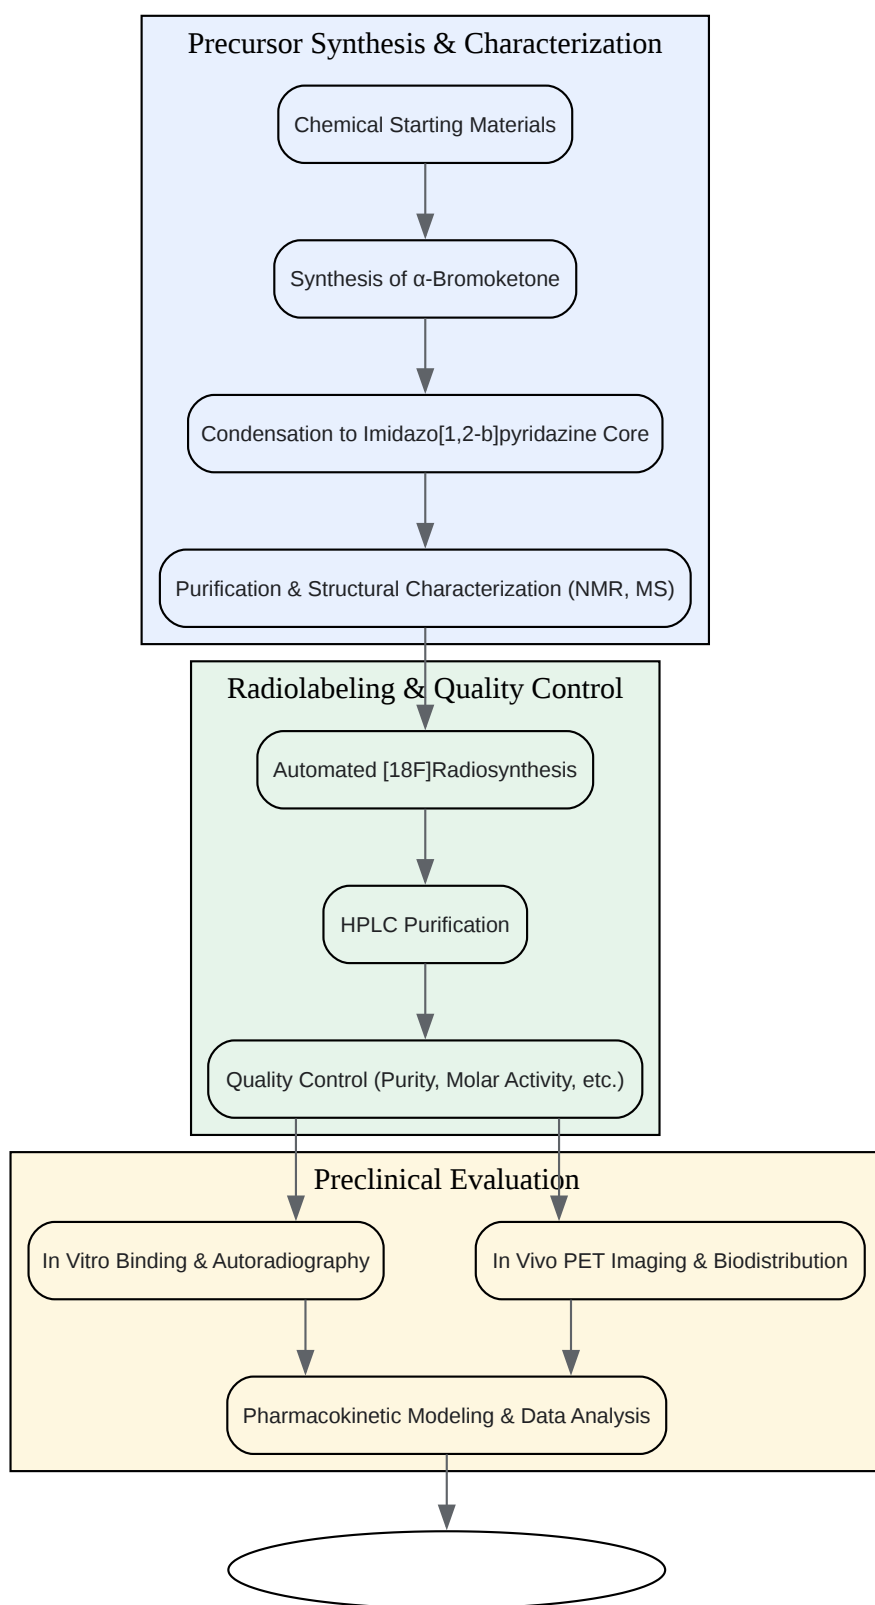 Precursor Synthesis & Characterization
Chemical Starting Materials
Synthesis of α-Bromoketone
Condensation to Imidazo[1,2-b]pyridazine Core
Purification & Structural Characterization (NMR, MS)
Radiolabeling & Quality Control
Automated [18F]Radiosynthesis
HPLC Purification
Quality Control (Purity, Molar Activity, etc.)
Preclinical Evaluation
In Vitro Binding & Autoradiography
In Vivo PET Imaging & Biodistribution
Pharmacokinetic Modeling & Data Analysis